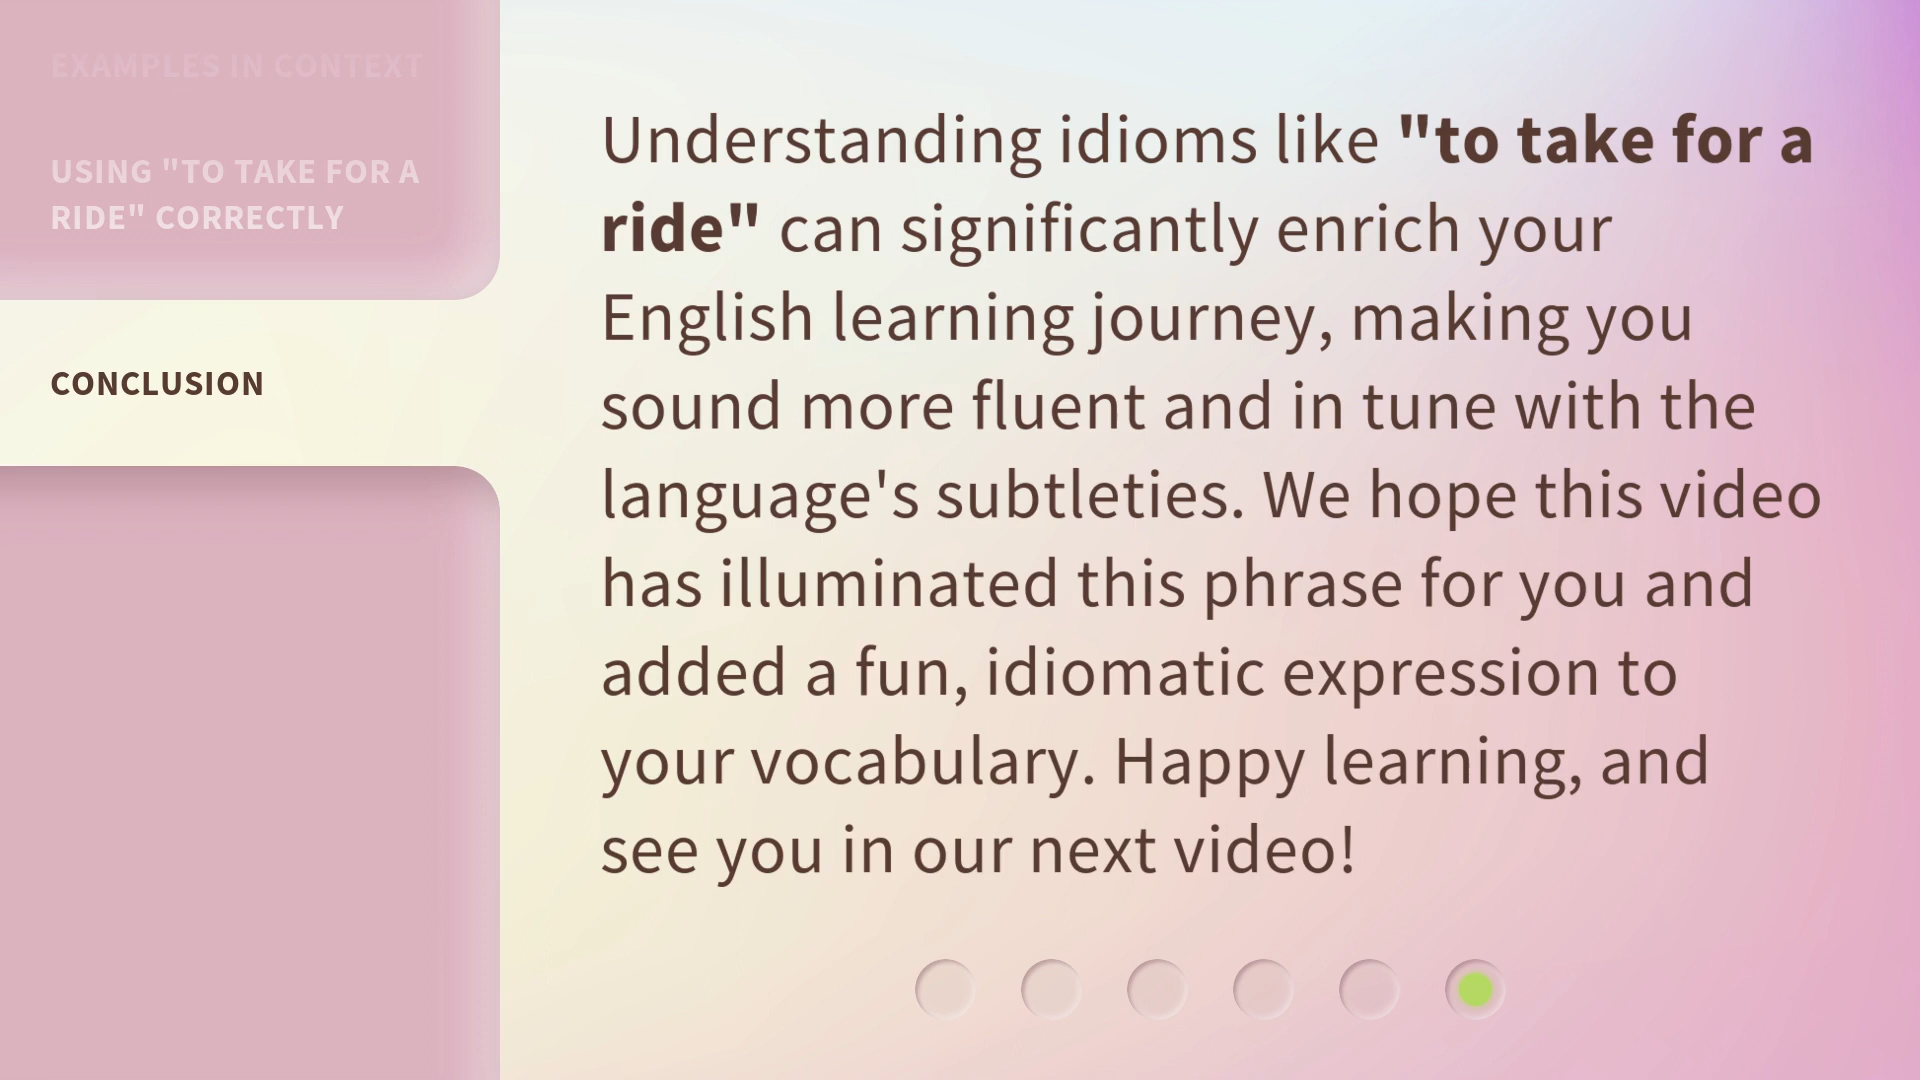 EXAMPLES IN CONTEXT
USING "TO TAKE FOR A
RIDE" CORRECTLY
CONCLUSION
Understanding idioms like "to take for a
ride" can significantly enrich your
English learning journey, making you
sound more fluent and in tune with the
language's subtleties. We hope this video
has illuminated this phrase for you and
added a fun, idiomatic expression to
your vocabulary. Happy learning, and
see you in our next video!